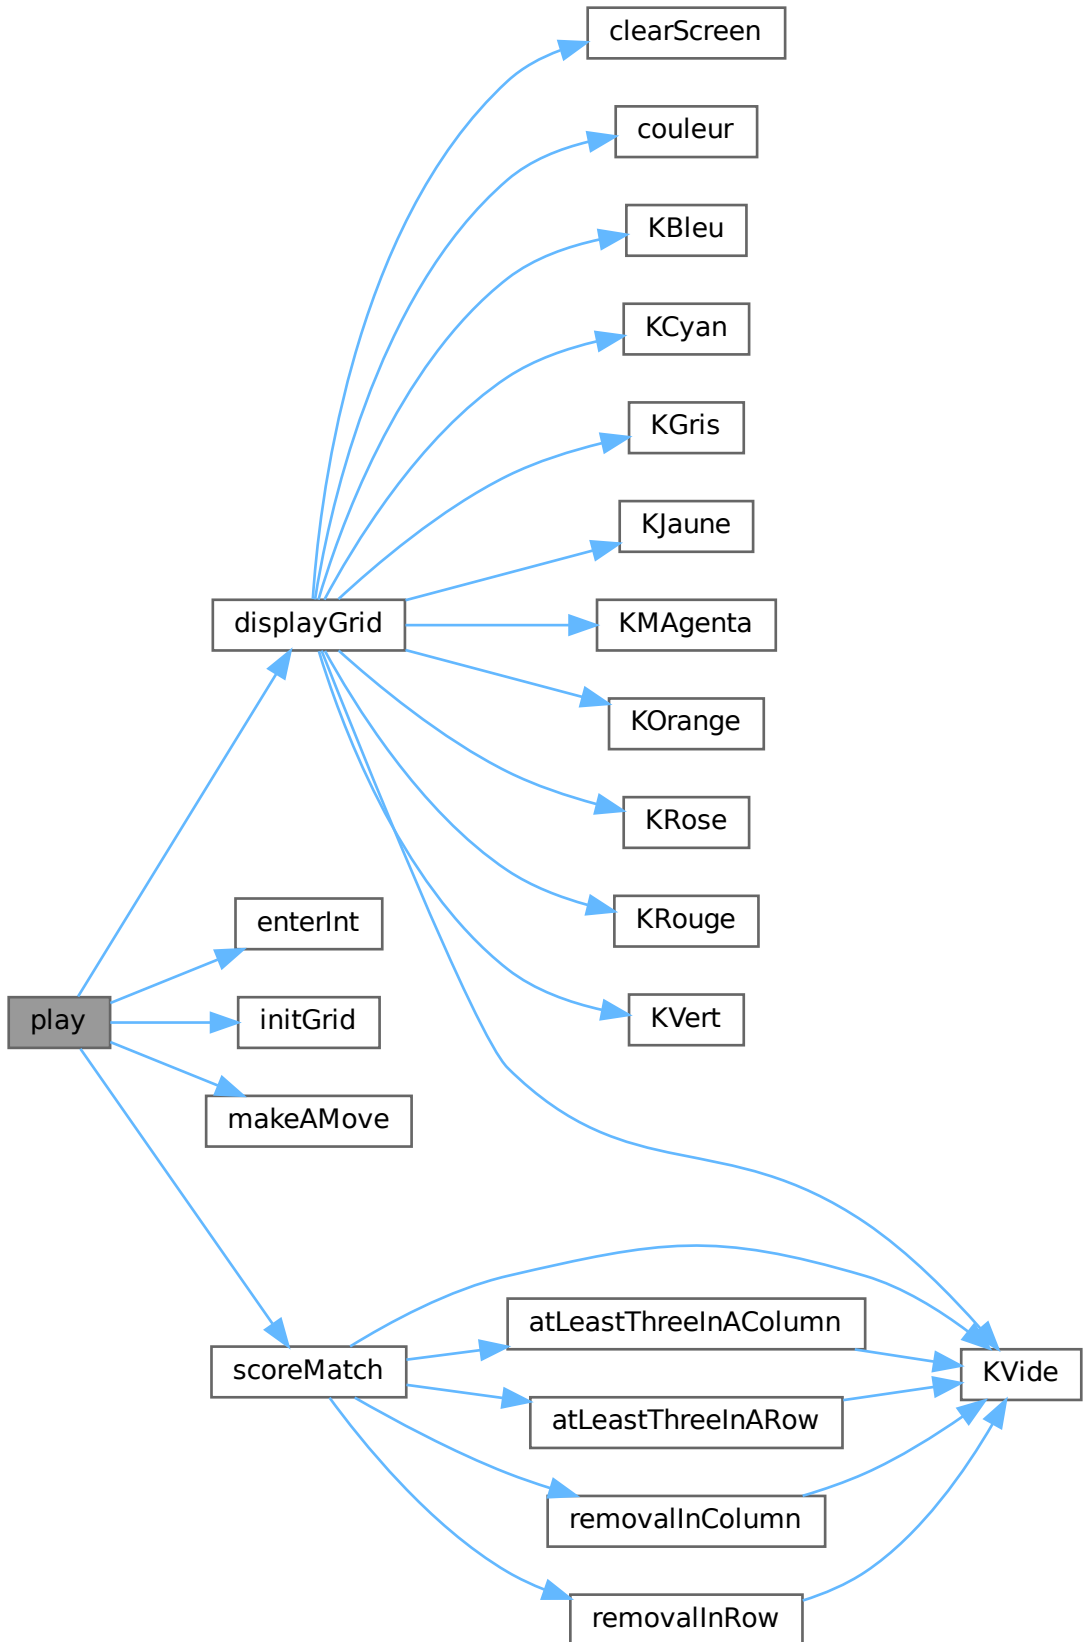 clearScreen
couleur
KBleu
KCyan
KGris
KJaune
displayGrid
KMAgenta
KOrange
KRose
KRouge
enterInt
play
initGrid
KVert
makeAMove
atLeastThreeInAColumn
scoreMatch
KVide
atLeastThreeInARow
removalInColumn
removalInRow